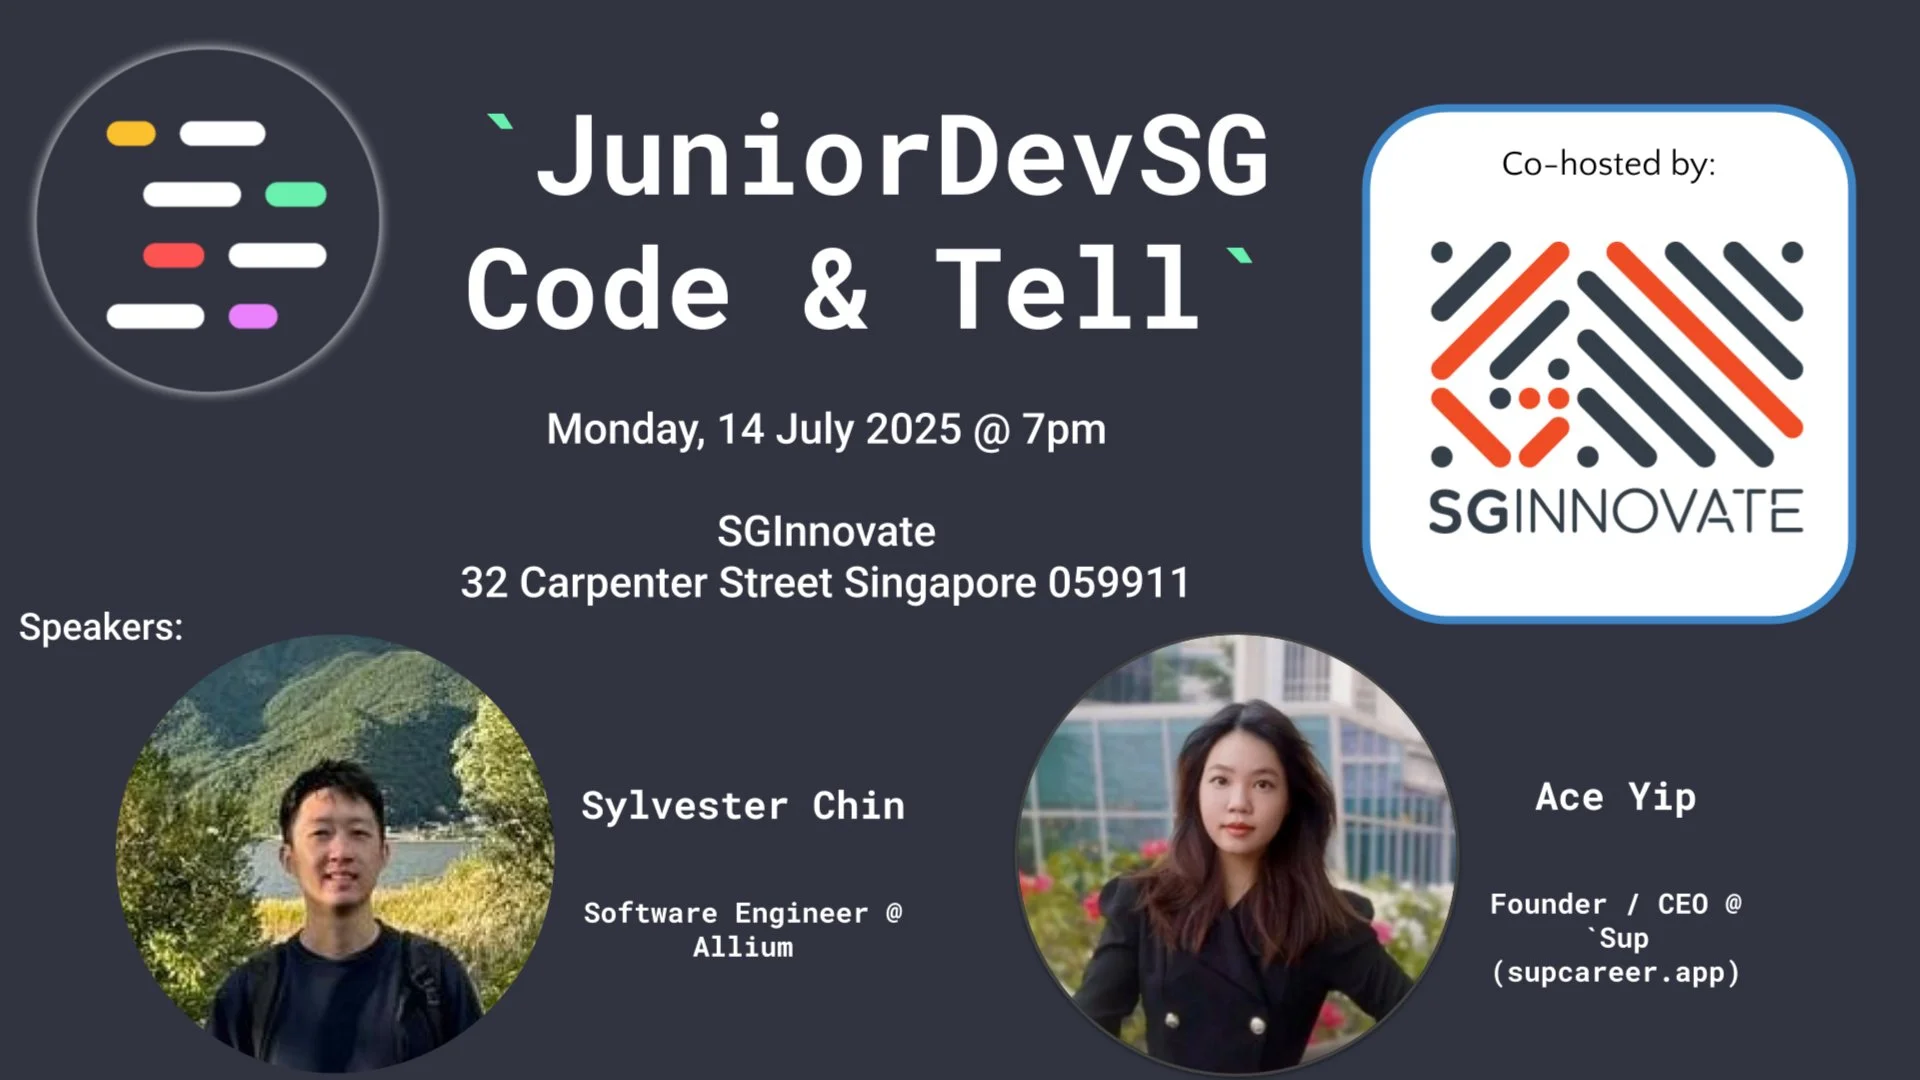 `JuniorDevSG
Code & Tell`
Monday, 14 July 2025 @ 7pm
SGInnovate
32 Carpenter Street Singapore 059911
Co-hosted by:
SGINNOVATE
Speakers:
Sylvester Chin
Software Engineer @
Allium
Ace Yip
Founder / CEO @
`Sup
(supcareer.app)